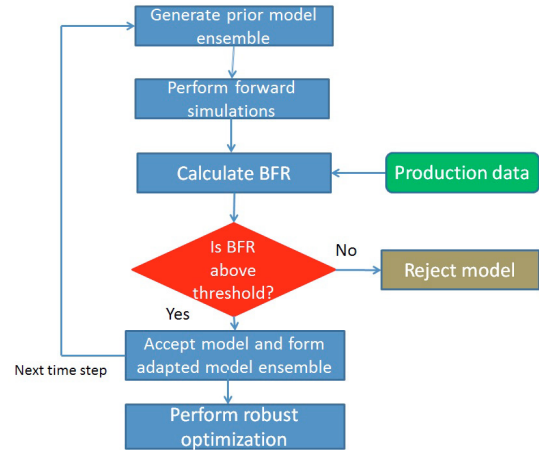 Generate prior model
ensemble
Perform forward
simulations
Calculate BFR
Production data
Is BFR
above
threshold?
No
Reject model
Yes
Accept model and form
adapted model ensemble
Next time step
Perform robust
optimization